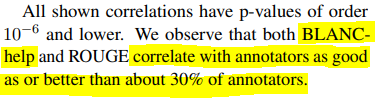 All shown correlations have p-values of order
10⁻⁶ and lower. We observe that both BLANC-
help and ROUGE correlate with annotators as good
as or better than about 30% of annotators.